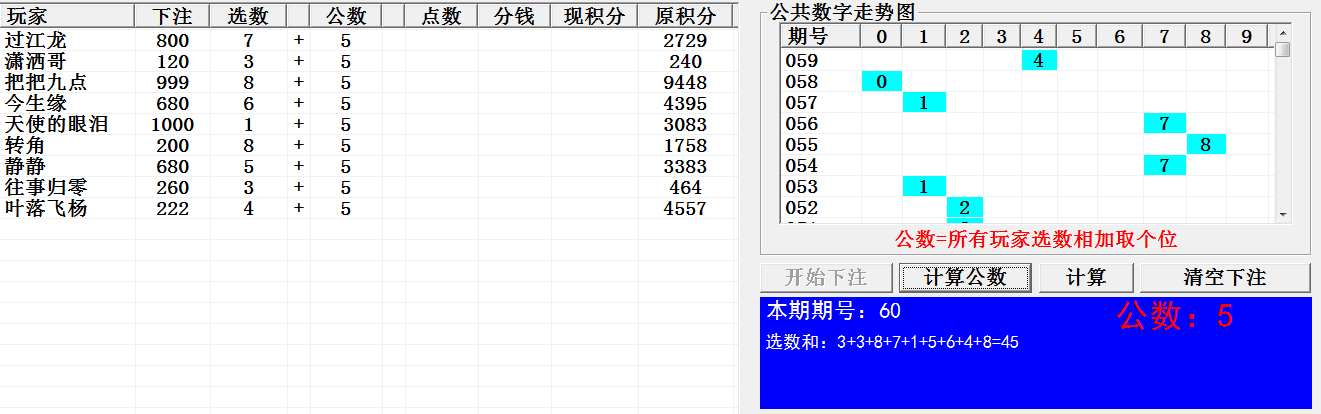 玩家 下注 选数 公数 点数 分钱 现积分 原积分
过江龙 800 7 + 5 2729
潇洒哥 120 3 + 5 240
把把九点 999 8 + 5 9448
今生缘 680 6 + 5 4395
天使的眼泪 1000 1 + 5 3083
转角 200 8 + 5 1758
静静 680 5 + 5 3383
往事归零 260 3 + 5 464
叶落飞杨 222 4 + 5 4557
公共数字走势图
期号 0 1 2 3 4 5 6 7 8 9
059 4
058 0
057 1
056 7
055 8
054 7
053 1
052 2
公数=所有玩家选数相加取个位
开始下注 计算公数 计算 清空下注
本期期号：60 公数：5
选数和：3+3+8+7+1+5+6+4+8=45